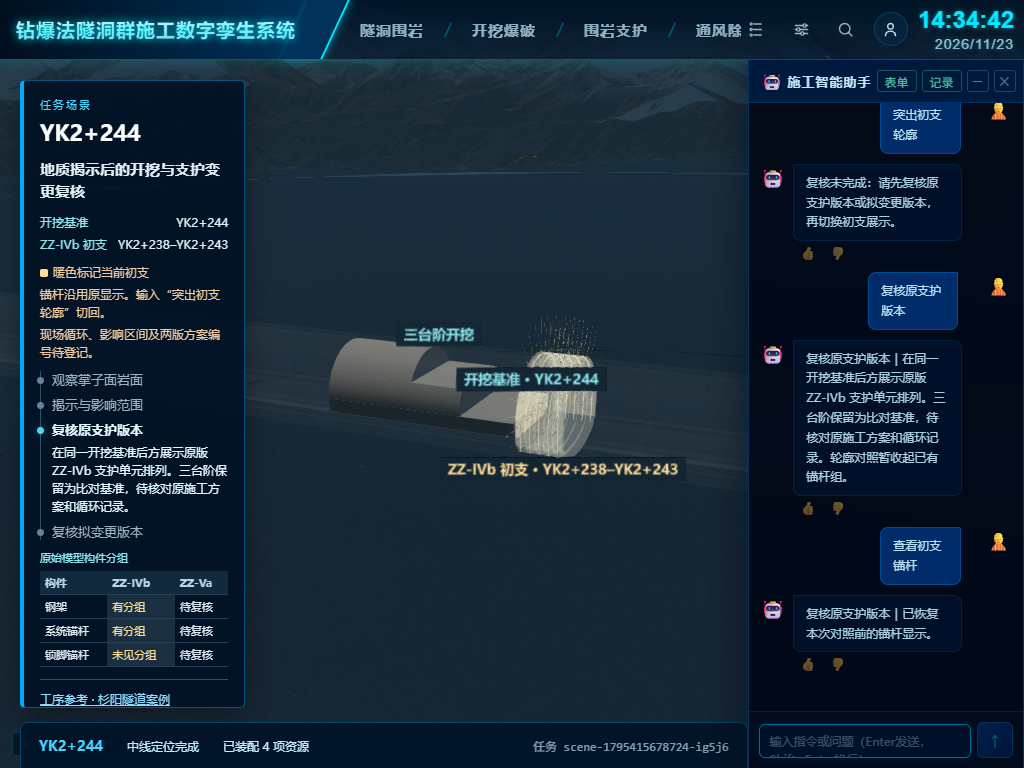 钻爆法隧洞群施工数字孪生系统
隧洞围岩 / 开挖爆破 / 围岩支护 / 通风除
14:34:42
2026/11/23
任务场景
YK2+244
地质揭示后的开挖与支护变
更复核
开挖基准 YK2+244
ZZ-IVb 初支 YK2+238—YK2+243
暖色标记当前初支
锚杆沿用原显示。输入“突出初支
轮廓”切回。
现场循环、影响区间及两版方案编
号待登记。
观察掌子面岩面
揭示与影响范围
复核原支护版本
在同一开挖基准后方展示原版
ZZ-IVb 支护单元排列。三台阶保
留为比对基准，待核对原施工方
案和循环记录。
复核拟变更版本
原始模型构件分组
构件 ZZ-IVb ZZ-Va
钢架 有分组 待复核
系统锚杆 有分组 待复核
锁脚锚杆 未见分组 待复核
工序参考 · 杉阳隧道案例
三台阶开挖
开挖基准 · YK2+244
ZZ-IVb 初支 · YK2+238—YK2+243
YK2+244 中线定位完成 已装配 4 项资源 任务 scene-1795415678724-ig5j6
施工智能助手 表单 记录
突出初支
轮廓
复核未完成：请先复核原
支护版本或拟变更版本，
再切换初支展示。
复核原支护
版本
复核原支护版本 | 在同一
开挖基准后方展示原版
ZZ-IVb 支护单元排列。三
台阶保留为比对基准，待
核对原施工方案和循环记
录。轮廓对照暂收起已有
锚杆组。
查看初支
锚杆
复核原支护版本 | 已恢复
本次对照前的锚杆显示。
输入指令或问题（Enter发送，